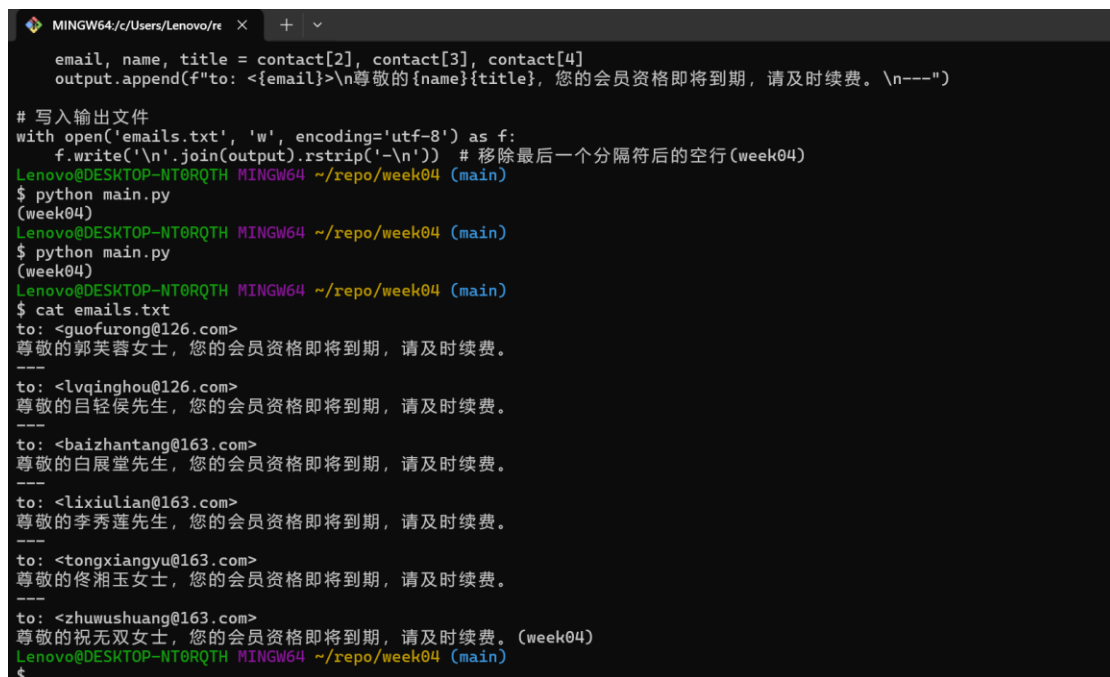 MINGW64:/c/Users/Lenovo/re
email, name, title = contact[2], contact[3], contact[4]
output.append(f"to: <{email}>\n尊敬的{name}{title}，您的会员资格即将到期，请及时续费。\n---")
# 写入输出文件
with open('emails.txt', 'w', encoding='utf-8') as f:
f.write('\n'.join(output).rstrip('-\n'))  # 移除最后一个分隔符后的空行(week04)
Lenovo@DESKTOP-NT0RQTH MINGW64 ~/repo/week04 (main)
$ python main.py
(week04)
Lenovo@DESKTOP-NT0RQTH MINGW64 ~/repo/week04 (main)
$ python main.py
(week04)
Lenovo@DESKTOP-NT0RQTH MINGW64 ~/repo/week04 (main)
$ cat emails.txt
to: <guofurong@126.com>
尊敬的郭芙蓉女士，您的会员资格即将到期，请及时续费。
---
to: <lvqinghou@126.com>
尊敬的吕轻侯先生，您的会员资格即将到期，请及时续费。
---
to: <baizhantang@163.com>
尊敬的白展堂先生，您的会员资格即将到期，请及时续费。
---
to: <lixiulian@163.com>
尊敬的李秀莲先生，您的会员资格即将到期，请及时续费。
---
to: <tongxiangyu@163.com>
尊敬的佟湘玉女士，您的会员资格即将到期，请及时续费。
---
to: <zhuwushuang@163.com>
尊敬的祝无双女士，您的会员资格即将到期，请及时续费。(week04)
Lenovo@DESKTOP-NT0RQTH MINGW64 ~/repo/week04 (main)
$